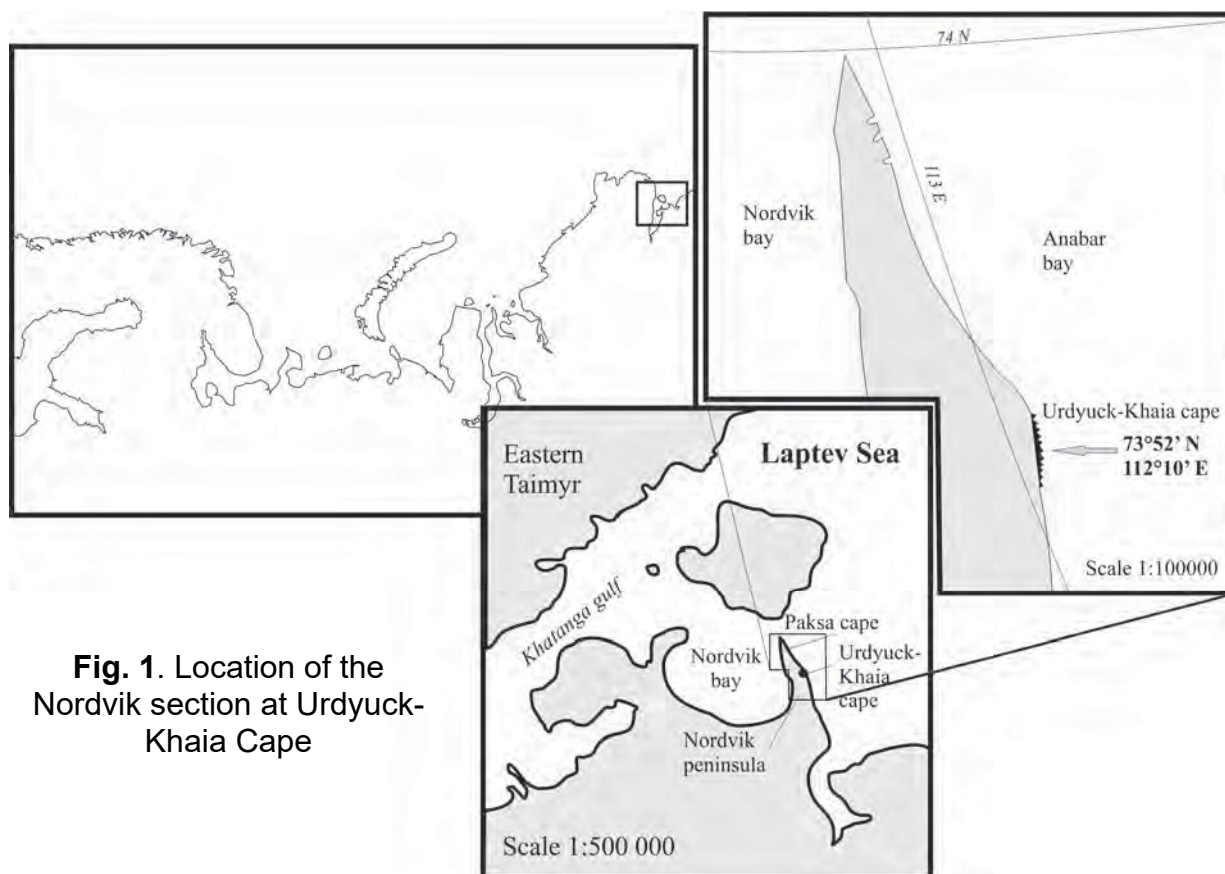 74 N
113 E
Nordvik
bay
Anabar
bay
Urdyuck-Khaia cape
73°52’ N
112°10’ E
Scale 1:100000
Eastern
Taimyr
Laptev Sea
Khatanga gulf
Paksa cape
Nordvik
bay
Urdyuck-
Khaia
cape
Nordvik
peninsula
Scale 1:500 000
Fig. 1. Location of the
Nordvik section at Urdyuck-
Khaia Cape